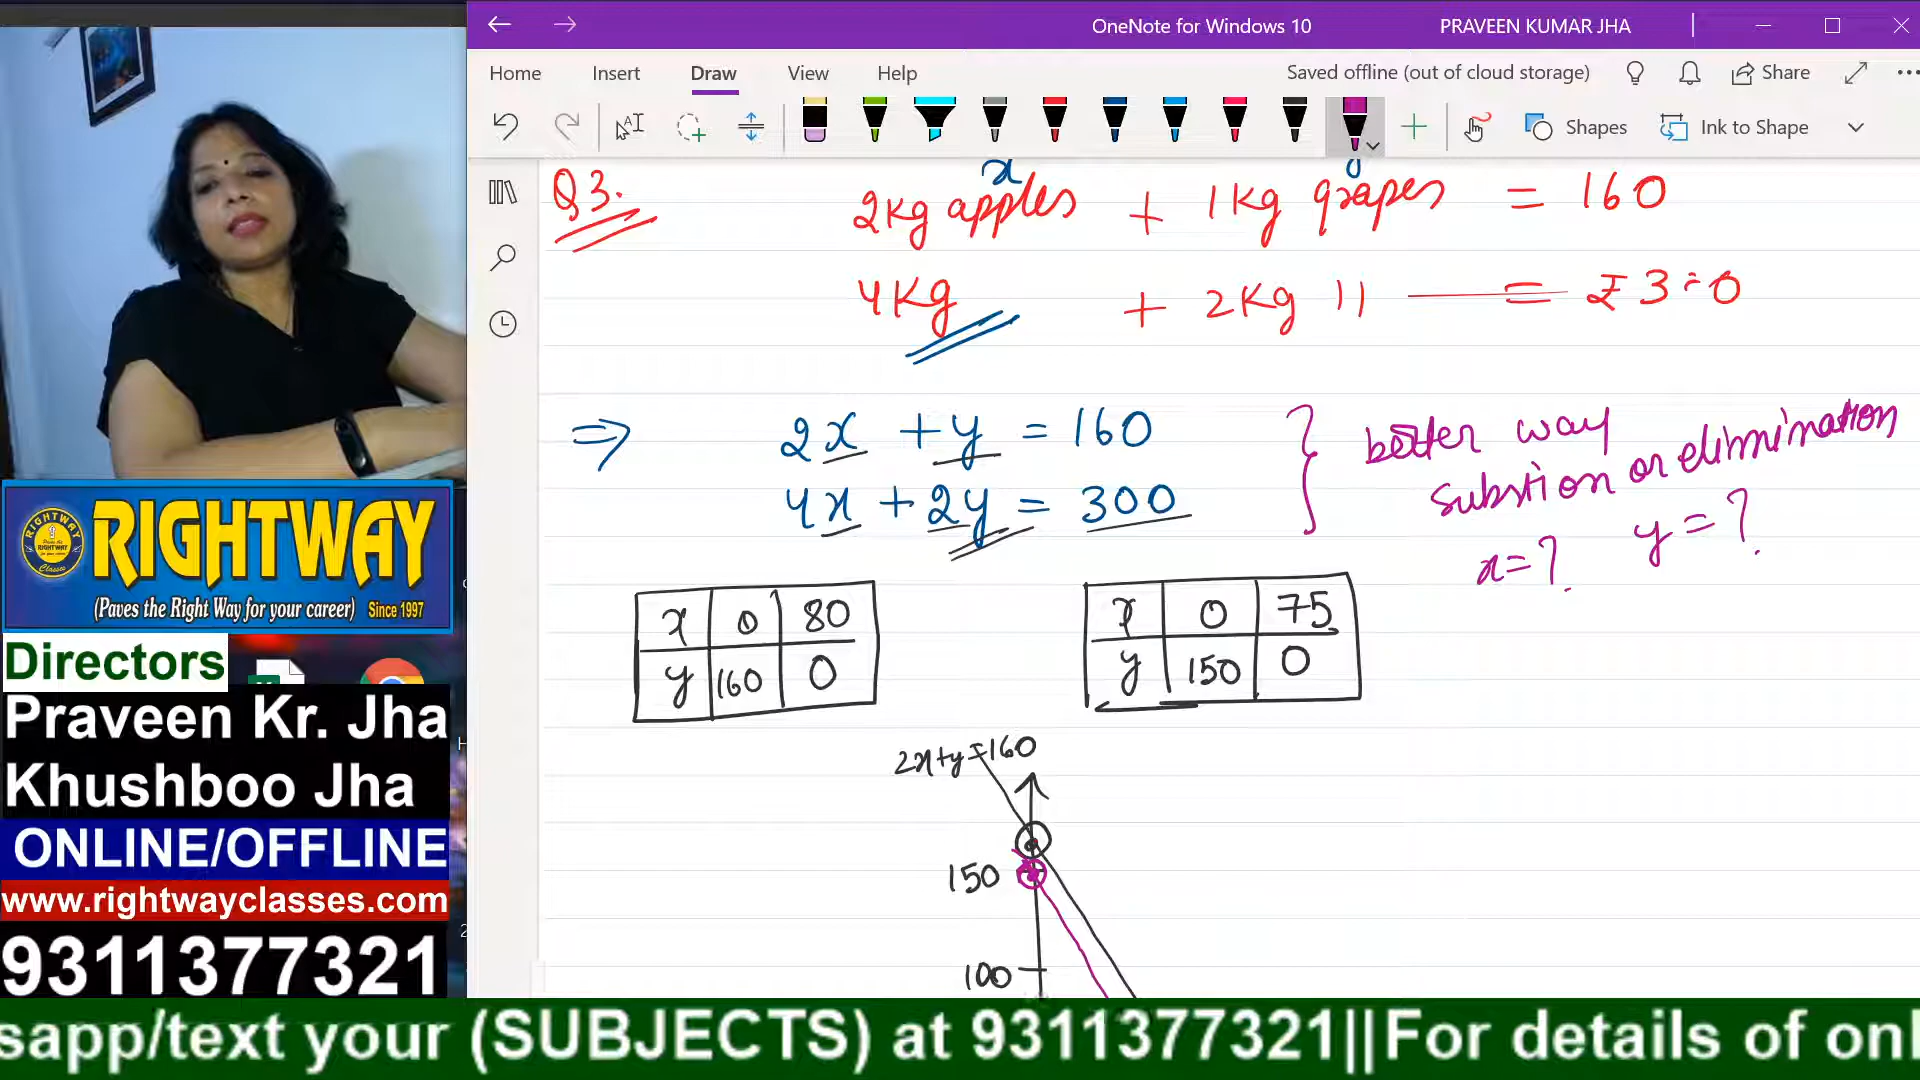 OneNote for Windows 10
PRAVEEN KUMAR JHA
Home Insert Draw View Help
Saved offline (out of cloud storage)
Share
Shapes
Ink to Shape
Q3.
x
y
2Kg apples + 1Kg grapes = 160
4Kg + 2Kg 11 = ₹ 300
⇒ 2x + y = 160
4x + 2y = 300
better way
substion or elimination
x = ? y = ?
x 0 80
y 160 0
x 0 75
y 150 0
2x+y=160
150
100
RIGHTWAY
(Paves the Right Way for your career) Since 1997
RIGHTWAY
Classes
Directors
Praveen Kr. Jha
Khushboo Jha
ONLINE/OFFLINE
www.rightwayclasses.com
9311377321
sapp/text your (SUBJECTS) at 9311377321||For details of onl